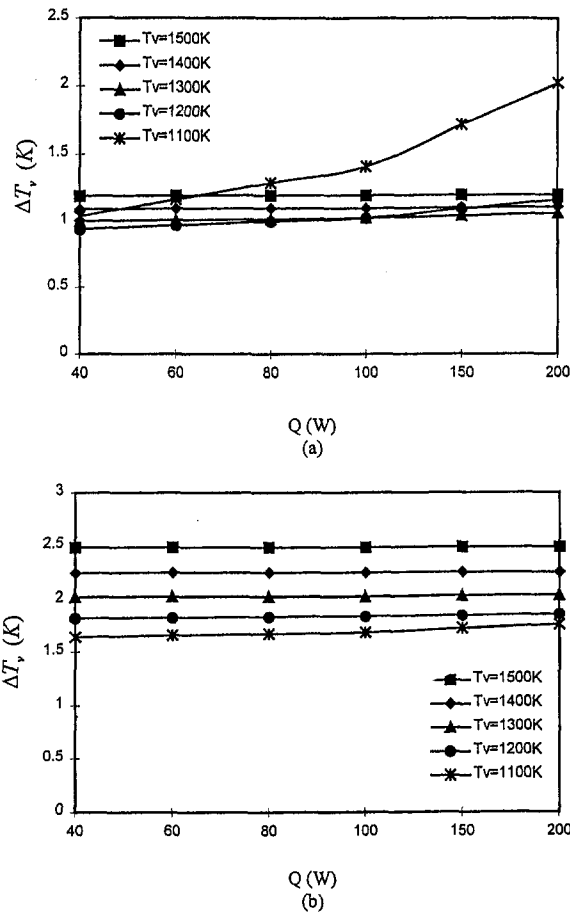 2.5
Tv=1500K
Tv=1400K
2
Tv=1300K
Tv=1200K
Tv=1100K
1.5
ΔTᵥ (K)
1
0.5
0
40 60 80 100 150 200
Q (W)
(a)
3
2.5
2
ΔTᵥ (K)
1.5
Tv=1500K
Tv=1400K
1
Tv=1300K
Tv=1200K
0.5
Tv=1100K
0
40 60 80 100 150 200
Q (W)
(b)